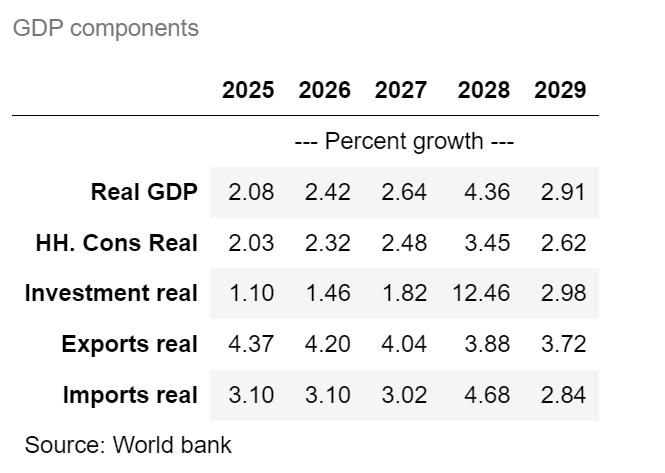 GDP components
2025 2026 2027 2028 2029
--- Percent growth ---
Real GDP 2.08 2.42 2.64 4.36 2.91
HH. Cons Real 2.03 2.32 2.48 3.45 2.62
Investment real 1.10 1.46 1.82 12.46 2.98
Exports real 4.37 4.20 4.04 3.88 3.72
Imports real 3.10 3.10 3.02 4.68 2.84
Source: World bank